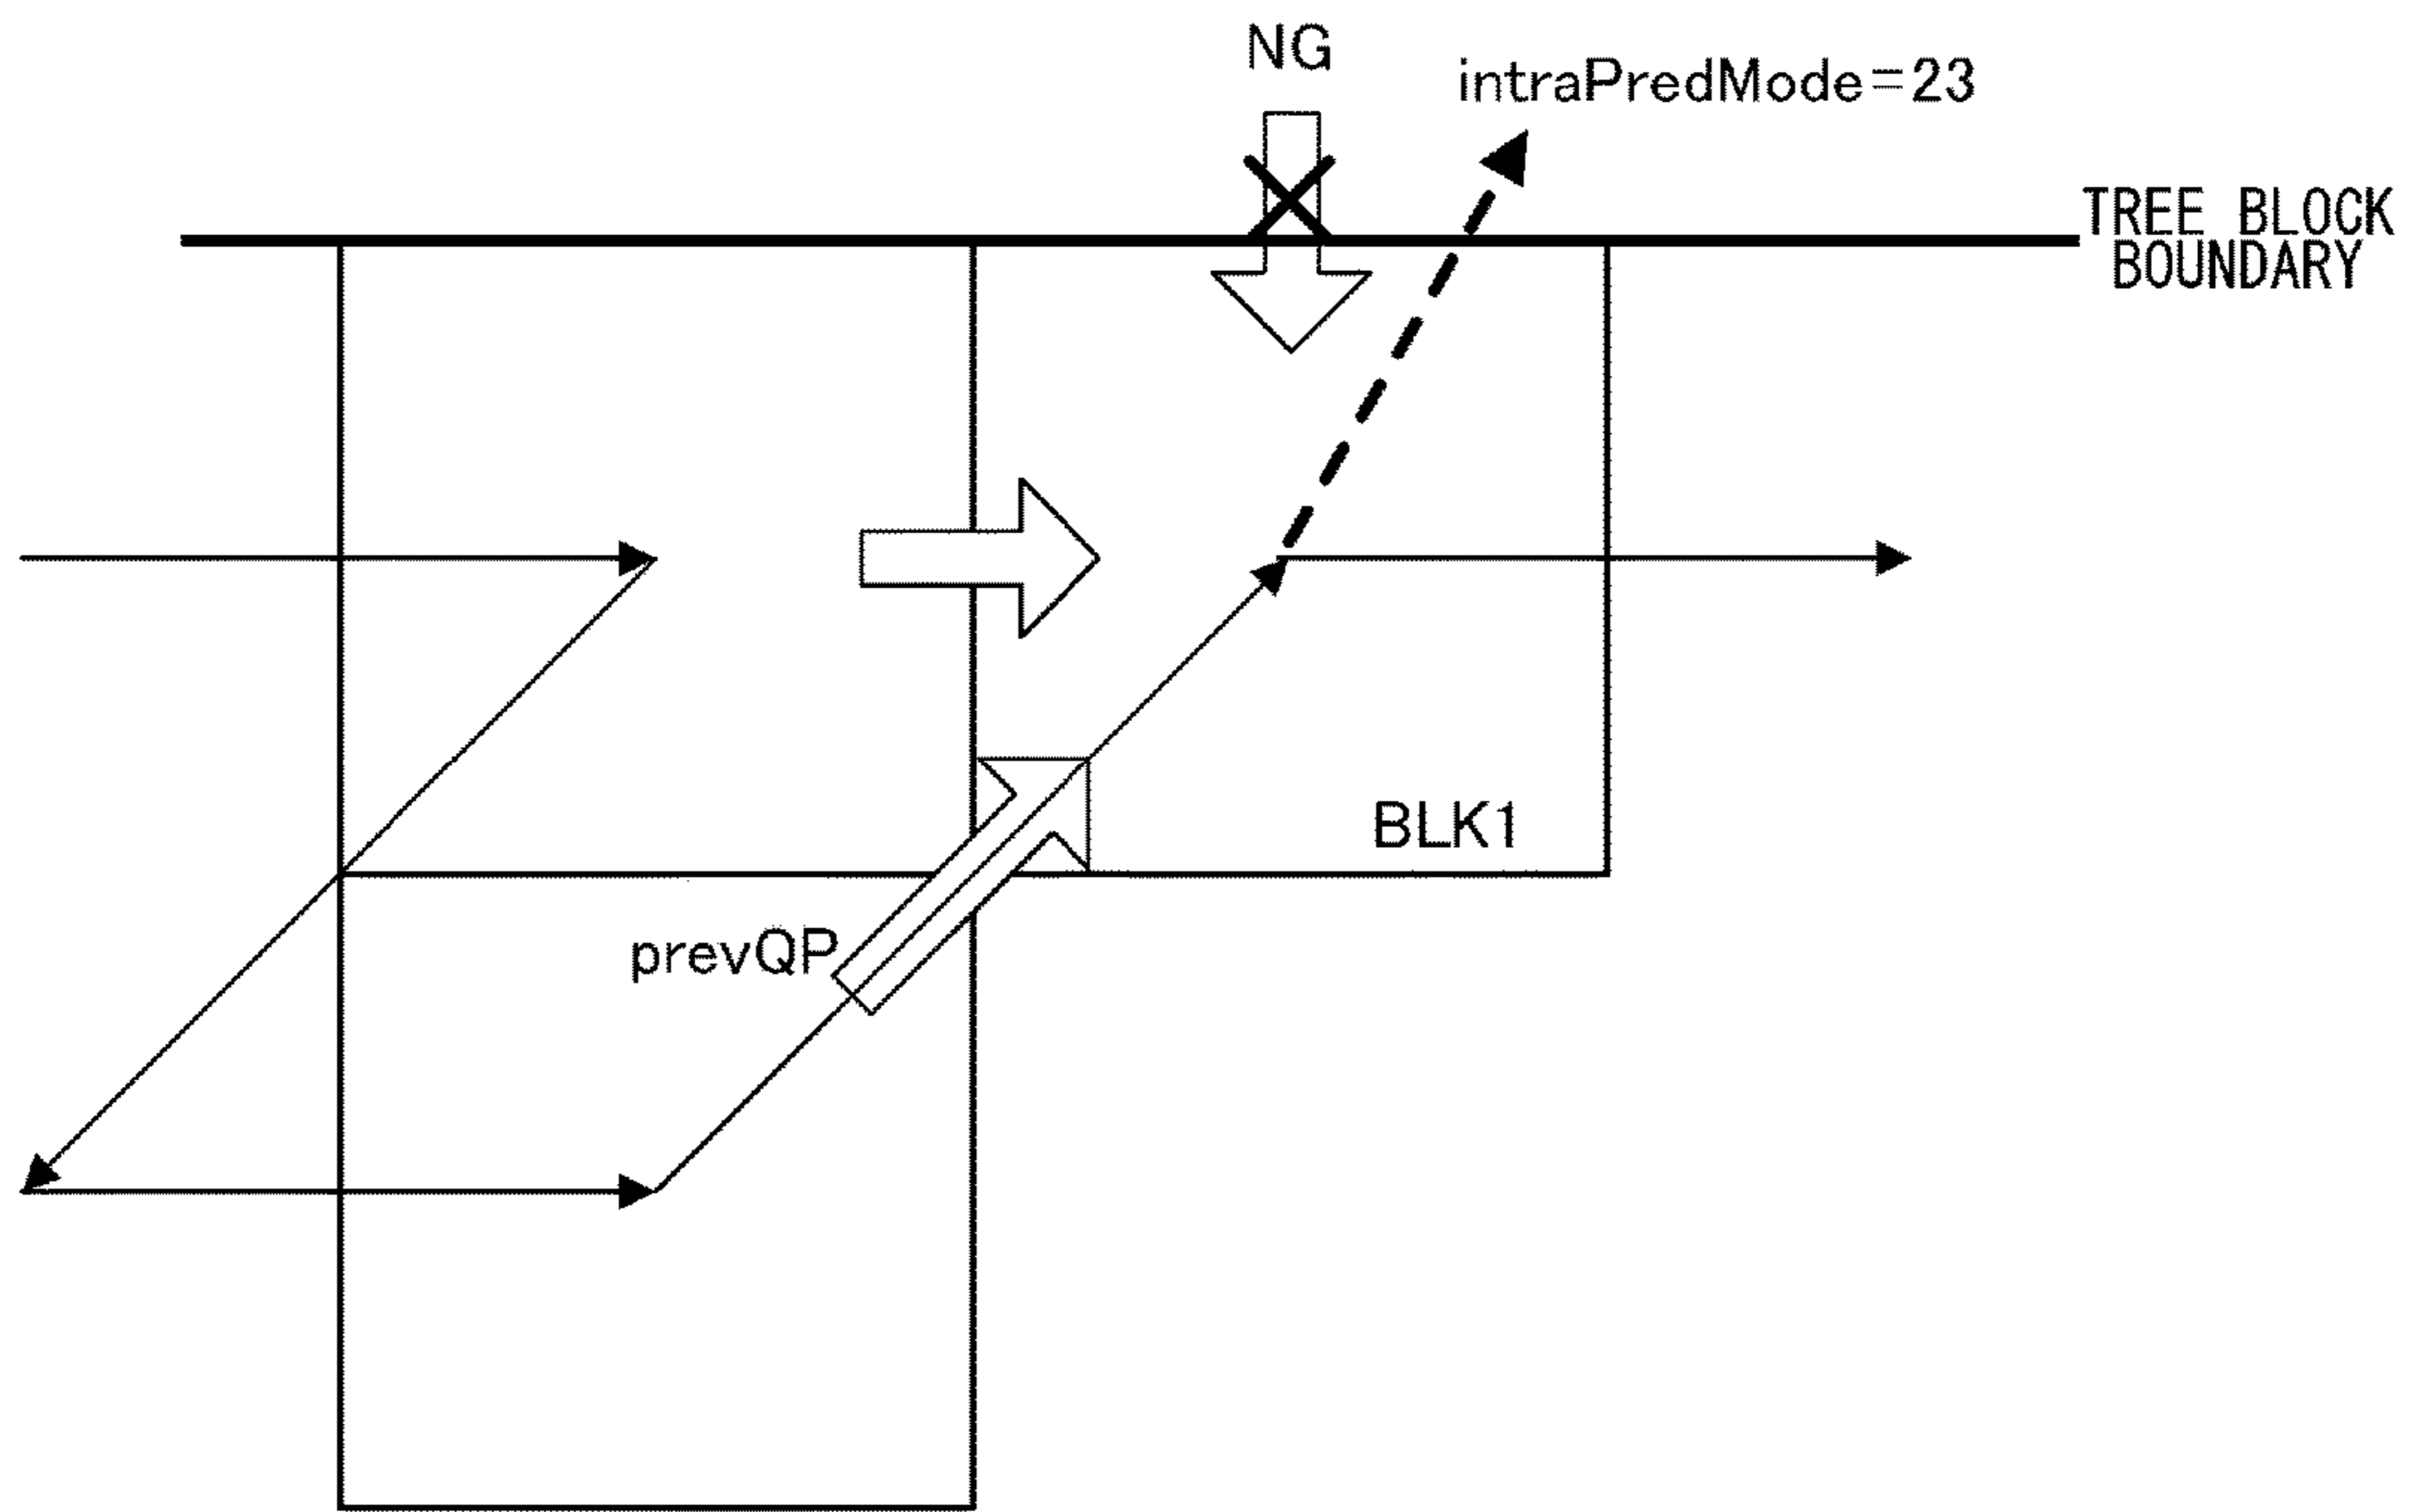 NG
intraPredMode=23
TREE BLOCK
BOUNDARY
BLK1
prevQP